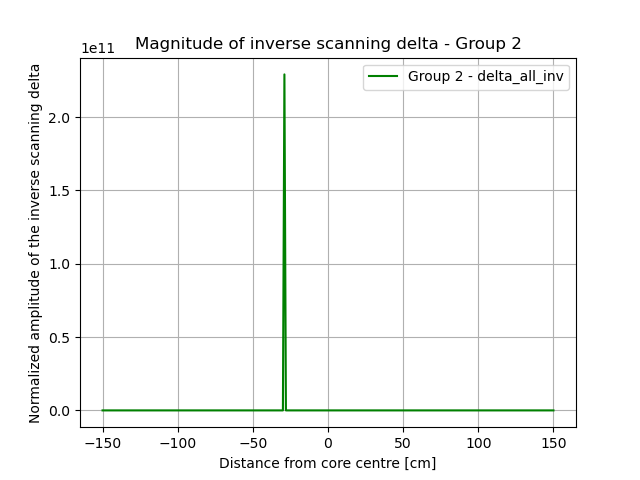 Magnitude of inverse scanning delta - Group 2
1e11
Group 2 - delta_all_inv
Normalized amplitude of the inverse scanning delta
2.0
1.5
1.0
0.5
0.0
−150 −100 −50 0 50 100 150
Distance from core centre [cm]